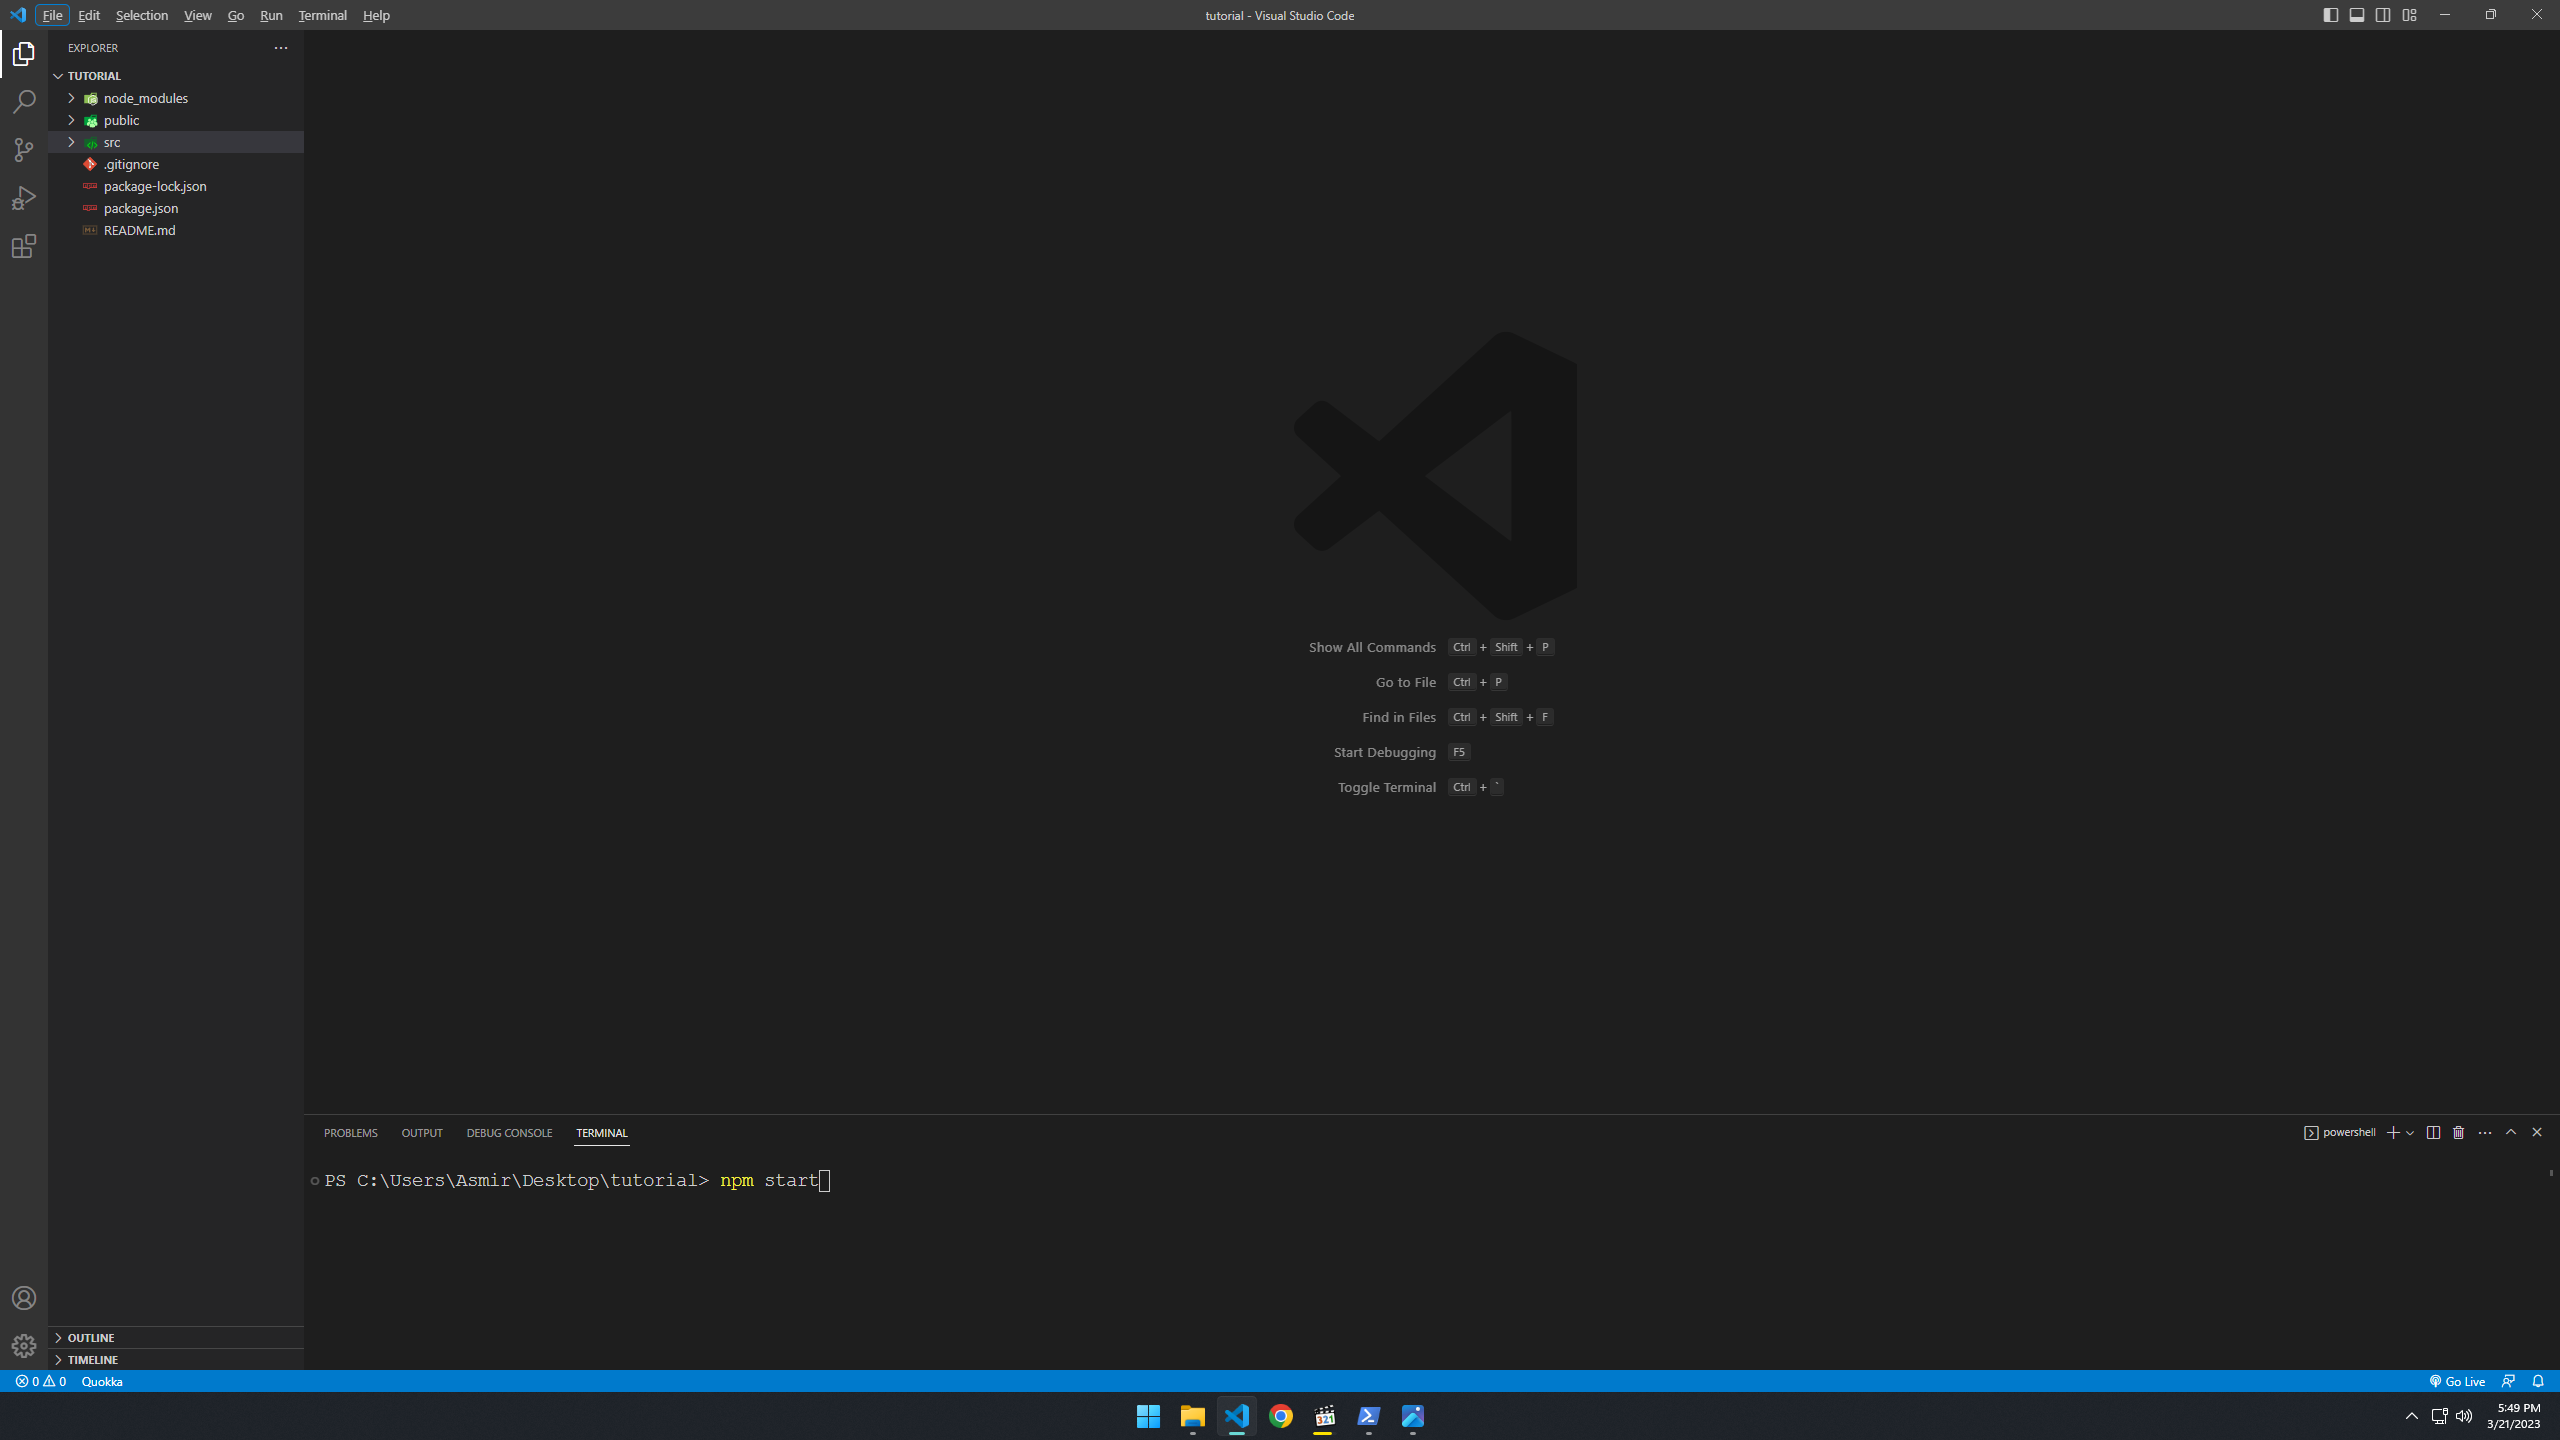 File Edit Selection View Go Run Terminal Help
tutorial - Visual Studio Code
EXPLORER
TUTORIAL
node_modules
public
src
.gitignore
package-lock.json
package.json
README.md
Show All Commands Ctrl + Shift + P
Go to File Ctrl + P
Find in Files Ctrl + Shift + F
Start Debugging F5
Toggle Terminal Ctrl + `
PROBLEMS OUTPUT DEBUG CONSOLE TERMINAL
powershell
PS C:\Users\Asmir\Desktop\tutorial> npm start
OUTLINE
TIMELINE
0 0 Quokka
Go Live
321
5:49 PM
3/21/2023